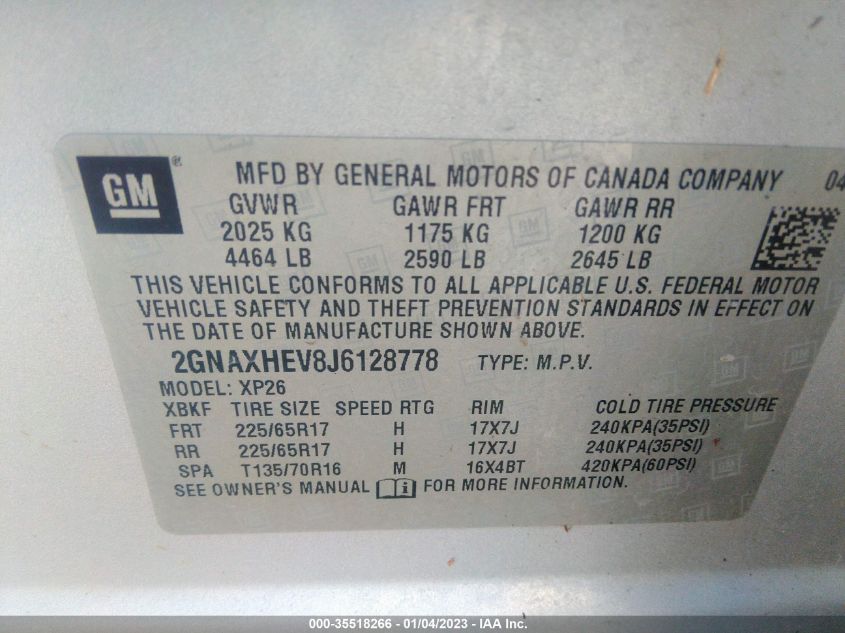 GM ® MFD BY GENERAL MOTORS OF CANADA COMPANY 04
GVWR GAWR FRT GAWR RR
2025 KG 1175 KG 1200 KG
4464 LB 2590 LB 2645 LB
THIS VEHICLE CONFORMS TO ALL APPLICABLE U.S. FEDERAL MOTOR
VEHICLE SAFETY AND THEFT PREVENTION STANDARDS IN EFFECT ON
THE DATE OF MANUFACTURE SHOWN ABOVE.
2GNAXHEV8J6128778 TYPE: M.P.V.
MODEL: XP26
XBKF TIRE SIZE SPEED RTG RIM COLD TIRE PRESSURE
FRT 225/65R17 H 17X7J 240KPA(35PSI)
RR 225/65R17 H 17X7J 240KPA(35PSI)
SPA T135/70R16 M 16X4BT 420KPA(60PSI)
SEE OWNER'S MANUAL i FOR MORE INFORMATION.
000-35518266 - 01/04/2023 - IAA Inc.